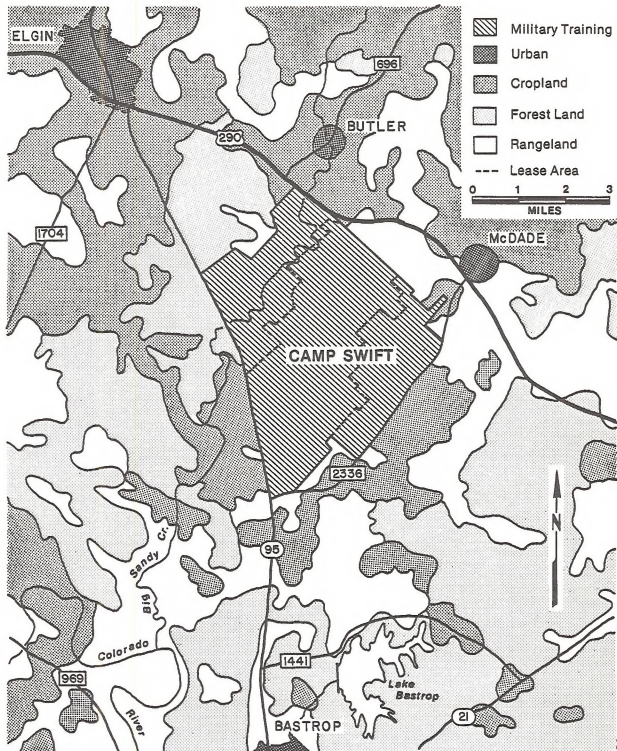 ELGIN
696
Military Training
Urban
Cropland
Forest Land
Rangeland
Lease Area
0 1 2 3
MILES
BUTLER
290
1704
McDADE
CAMP SWIFT
2336
N
95
Sandy Cr.
Big
Colorado
969
River
1441
Lake
Bastrop
21
BASTROP